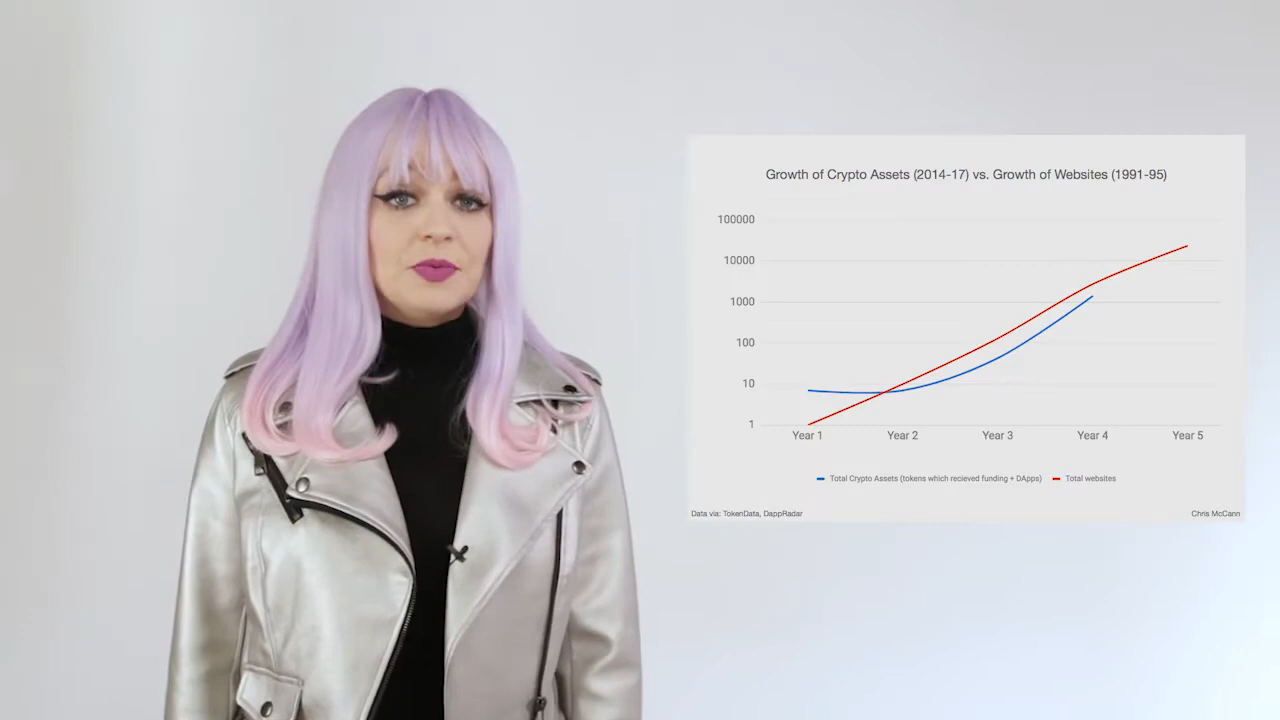 Growth of Crypto Assets (2014-17) vs. Growth of Websites (1991-95)
100000
10000
1000
100
10
1
Year 1 Year 2 Year 3 Year 4 Year 5
Total Crypto Assets (tokens which recieved funding + DApps) Total websites
Data via: TokenData, DappRadar Chris McCann